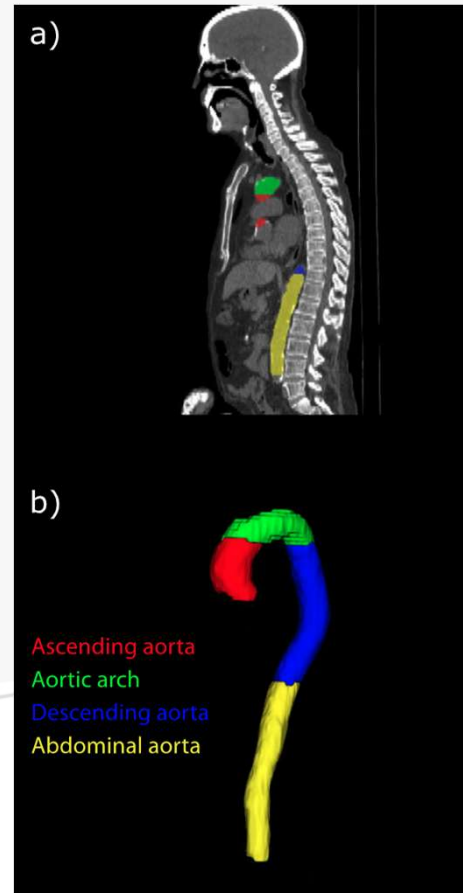 a)
b)
Ascending aorta
Aortic arch
Descending aorta
Abdominal aorta